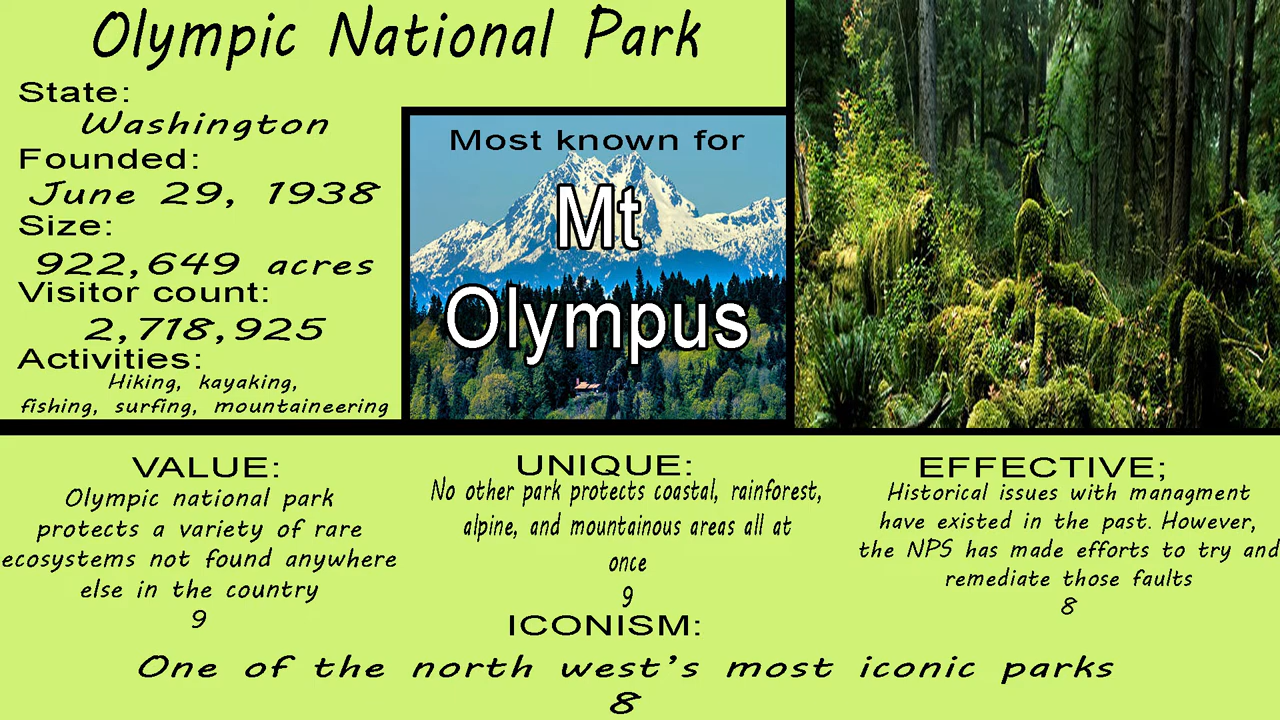 Olympic National Park
State:
Washington
Founded:
June 29, 1938
Size:
922,649 acres
Visitor count:
2,718,925
Activities:
Hiking, kayaking,
fishing, surfing, mountaineering
Most known for
Mt
Olympus
VALUE:
Olympic national park
protects a variety of rare
ecosystems not found anywhere
else in the country
9
UNIQUE:
No other park protects coastal, rainforest,
alpine, and mountainous areas all at
once
9
EFFECTIVE;
Historical issues with managment
have existed in the past. However,
the NPS has made efforts to try and
remediate those faults
8
ICONISM:
One of the north west's most iconic parks
8